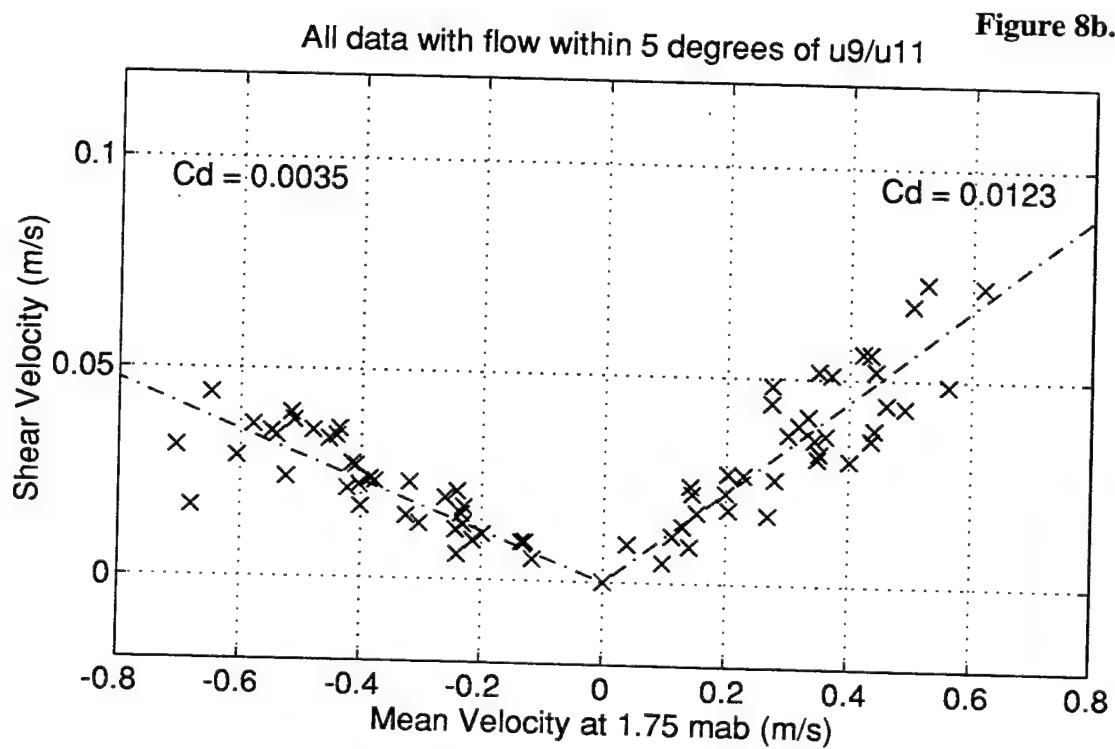 Figure 8b.
All data with flow within 5 degrees of u9/u11
0.1
Cd = 0.0035
Cd = 0.0123
Shear Velocity (m/s)
0.05
0
-0.8 -0.6 -0.4 -0.2 0 0.2 0.4 0.6 0.8
Mean Velocity at 1.75 mab (m/s)